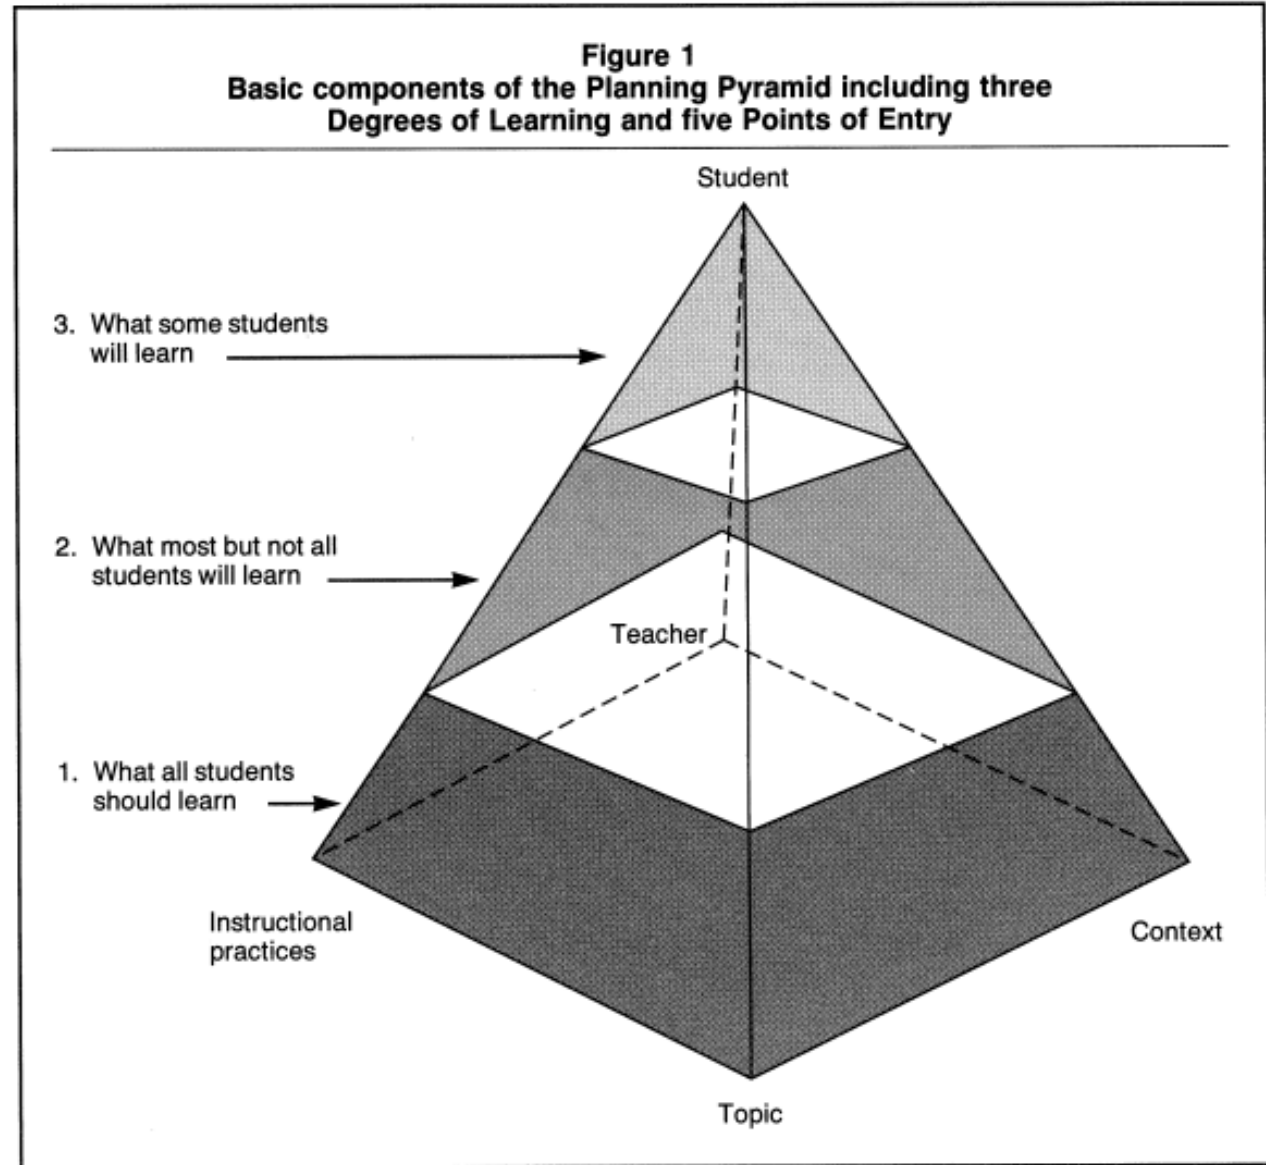 Figure 1
Basic components of the Planning Pyramid including three
Degrees of Learning and five Points of Entry
Student
3. What some students
will learn
2. What most but not all
students will learn
Teacher
1. What all students
should learn
Instructional
practices
Context
Topic